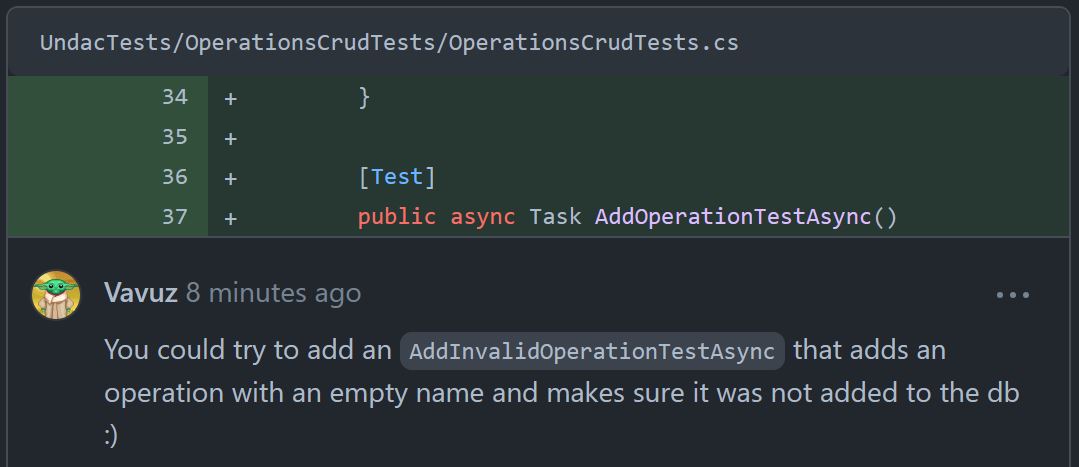 UndacTests/OperationsCrudTests/OperationsCrudTests.cs
34 + }
35 +
36 + [Test]
37 + public async Task AddOperationTestAsync()
Vavuz 8 minutes ago
You could try to add an AddInvalidOperationTestAsync that adds an
operation with an empty name and makes sure it was not added to the db
:)